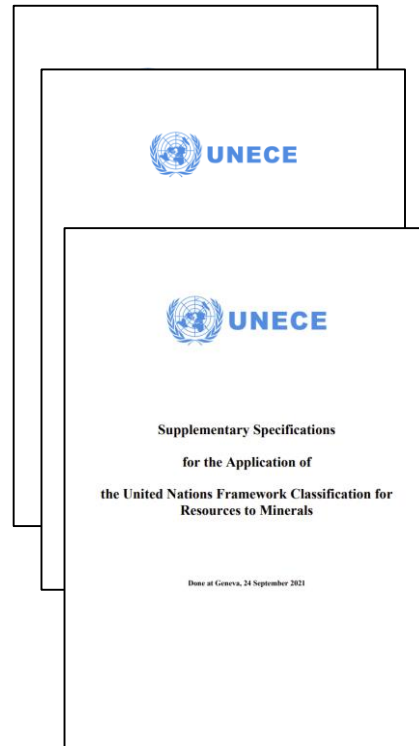 UNECE
UNECE
Supplementary Specifications
for the Application of
the United Nations Framework Classification for
Resources to Minerals
Done at Geneva, 24 September 2021